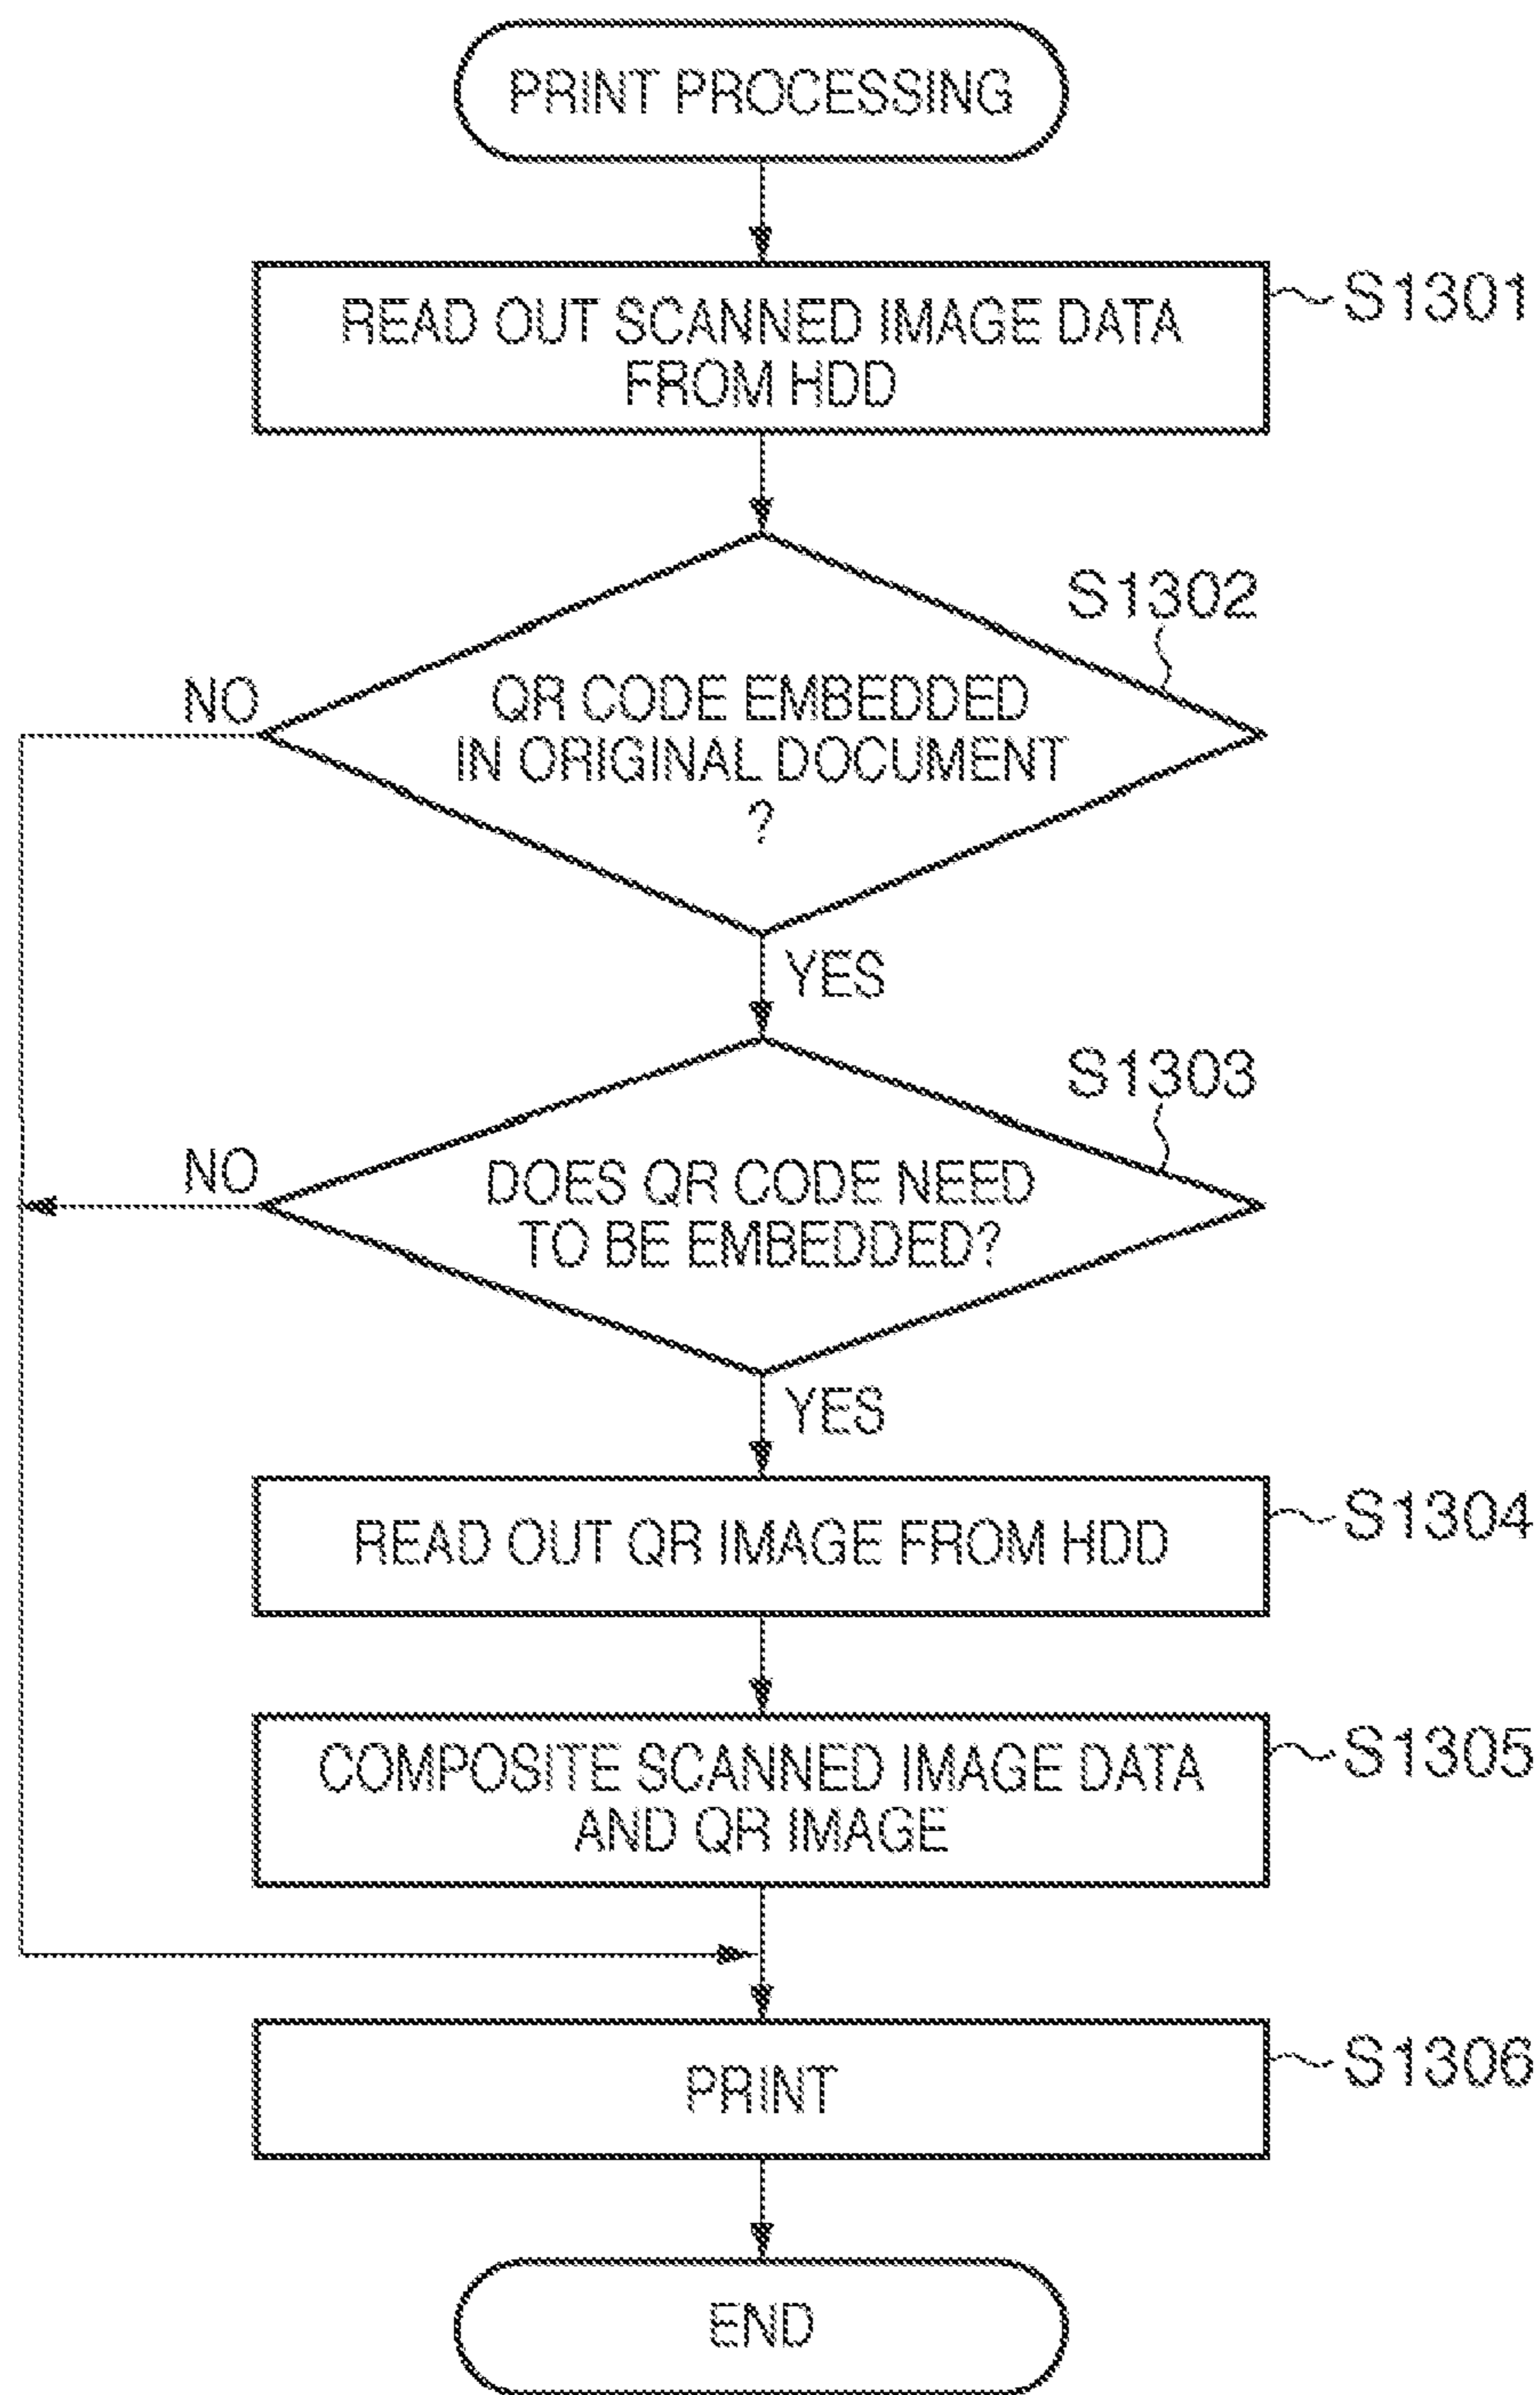 PRINT PROCESSING
READ OUT SCANNED IMAGE DATA
FROM HDD
S1301
S1302
NO
QR CODE EMBEDDED
IN ORIGINAL DOCUMENT
?
YES
S1303
NO
DOES QR CODE NEED
TO BE EMBEDDED?
YES
READ OUT QR IMAGE FROM HDD
S1304
COMPOSITE SCANNED IMAGE DATA
AND QR IMAGE
S1305
PRINT
S1306
END